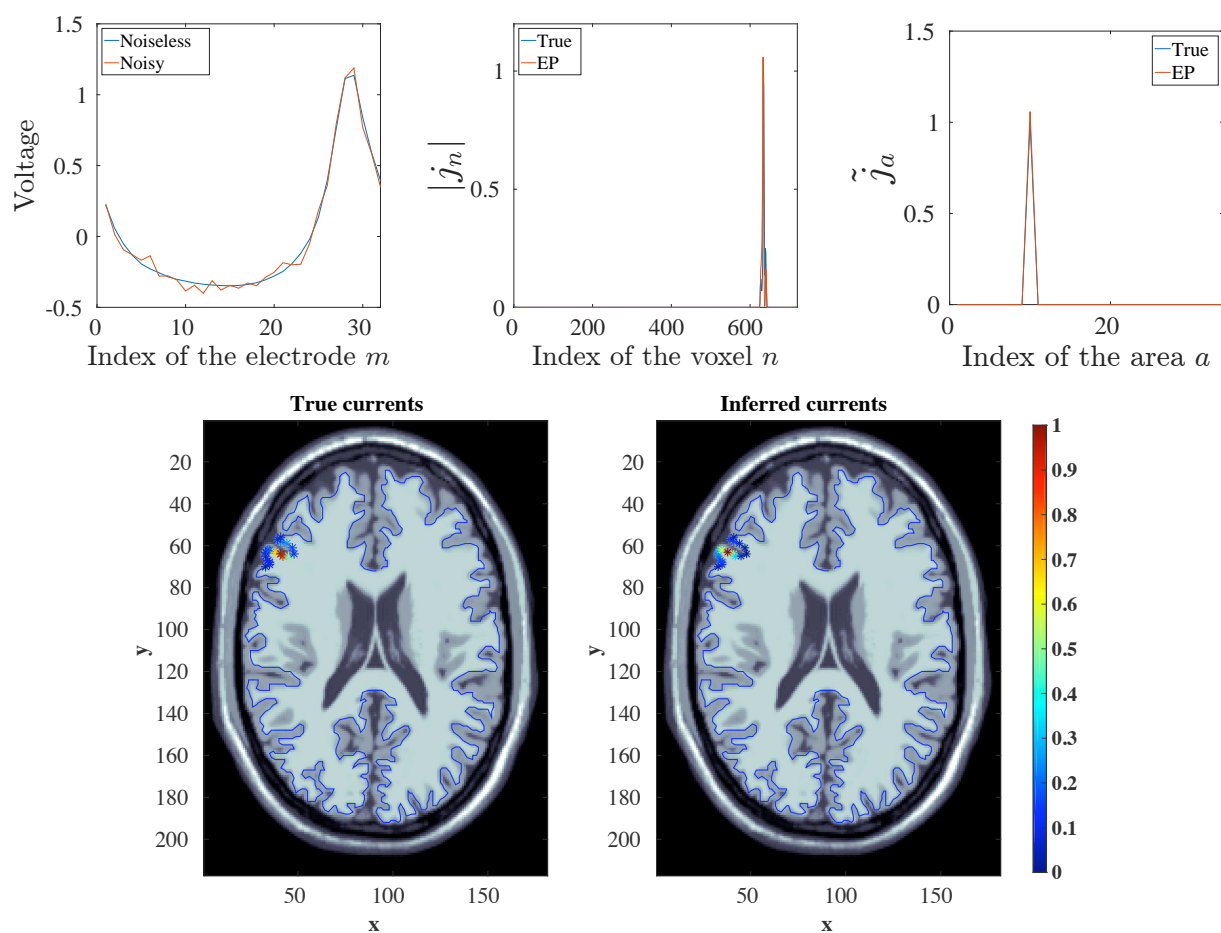 Noiseless
Noisy
1.5
1
0.5
0
-0.5
Voltage
0 10 20 30
Index of the electrode m
True
EP
1
0.5
0
|j_n|
0 200 400 600
Index of the voxel n
True
EP
1.5
1
0.5
0
j̃_a
0 20
Index of the area a
True currents
20
40
60
80
100
120
140
160
180
200
y
50 100 150
x
Inferred currents
20
40
60
80
100
120
140
160
180
200
y
50 100 150
x
1
0.9
0.8
0.7
0.6
0.5
0.4
0.3
0.2
0.1
0